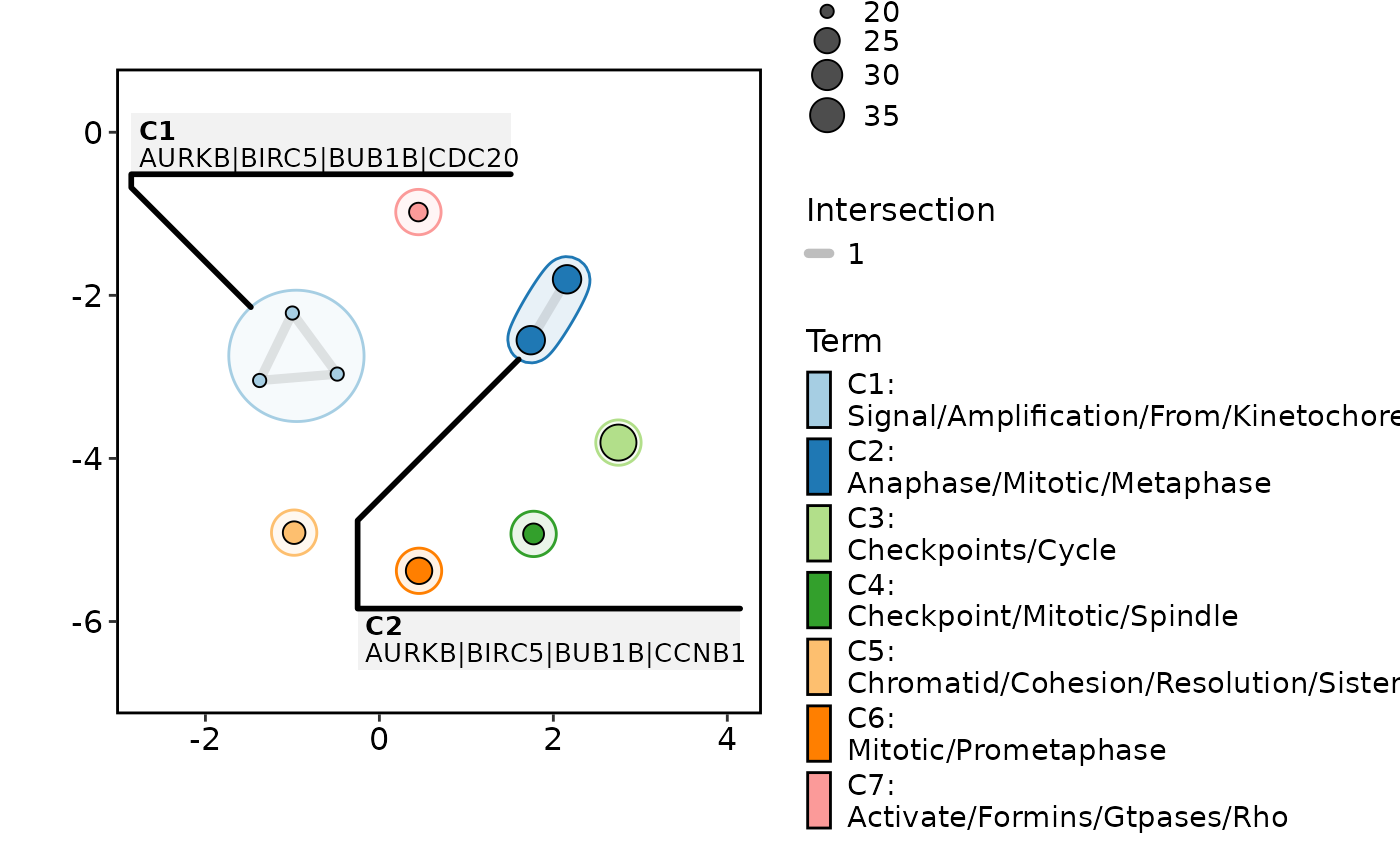 20
25
30
35
0
-2
-4
-6
C1
AURKB|BIRC5|BUB1B|CDC20
C2
AURKB|BIRC5|BUB1B|CCNB1
-2
0
2
4
Intersection
1
Term
C1:
Signal/Amplification/From/Kinetochore
C2:
Anaphase/Mitotic/Metaphase
C3:
Checkpoints/Cycle
C4:
Checkpoint/Mitotic/Spindle
C5:
Chromatid/Cohesion/Resolution/Sister
C6:
Mitotic/Prometaphase
C7:
Activate/Formins/Gtpases/Rho